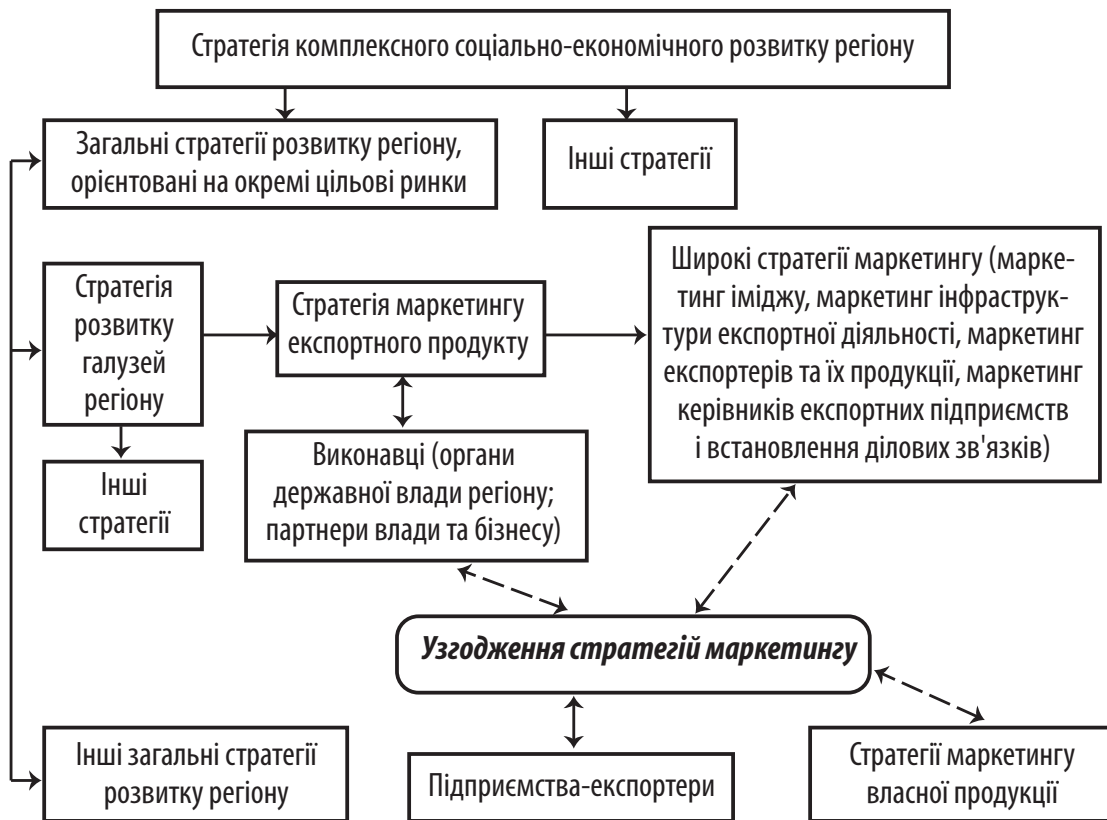 Стратегія комплексного соціально-економічного розвитку регіону
Загальні стратегії розвитку регіону,
орієнтовані на окремі цільові ринки
Інші стратегії
Стратегія
розвитку
галузей
регіону
Стратегія маркетингу
експортного продукту
Широкі стратегії маркетингу (марке-
тинг іміджу, маркетинг інфраструк-
тури експортної діяльності, маркетинг
експортерів та їх продукції, маркетинг
керівників експортних підприємств
і встановлення ділових зв'язків)
Інші
стратегії
Виконавці (органи
державної влади регіону;
партнери влади та бізнесу)
Узгодження стратегій маркетингу
Інші загальні стратегії
розвитку регіону
Підприємства-експортери
Стратегії маркетингу
власної продукції